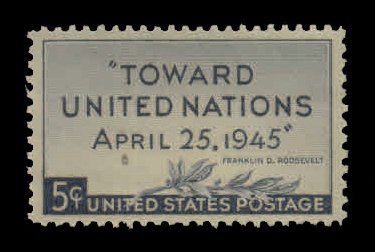 "TOWARD
UNITED NATIONS
APRIL 25, 1945"
FRANKLIN D. ROOSEVELT
5¢ UNITED STATES POSTAGE